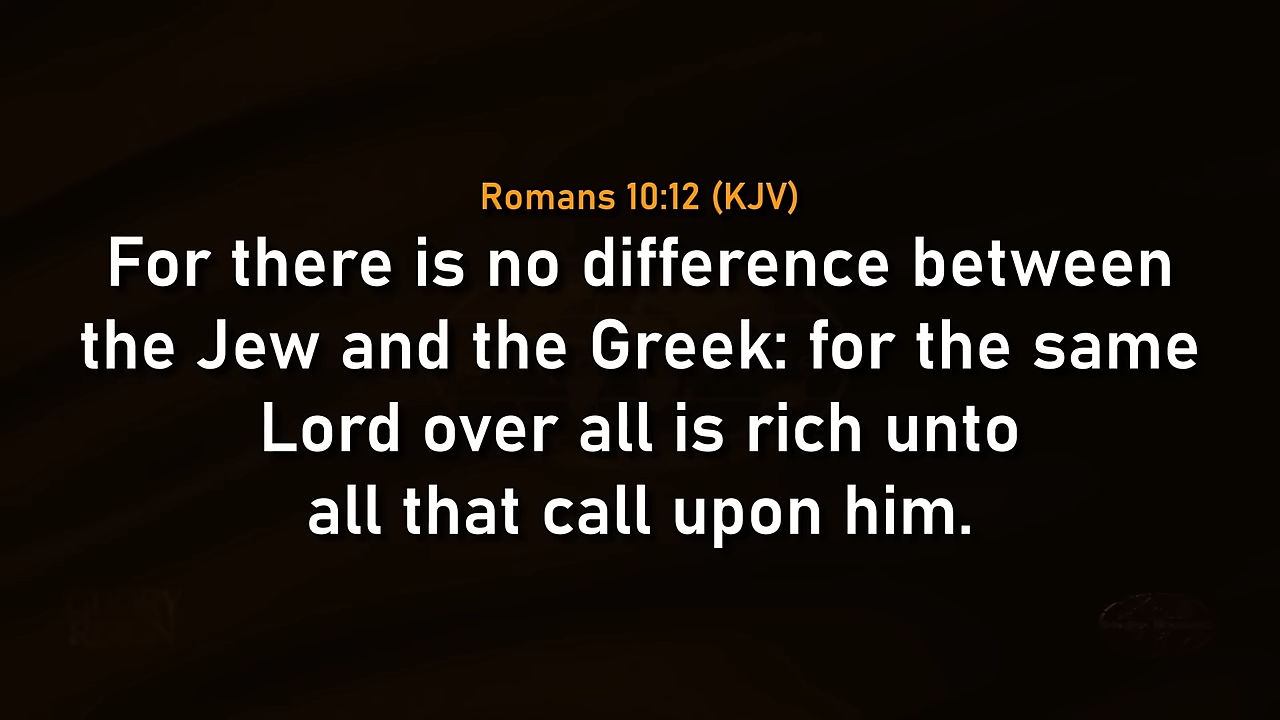 Romans 10:12 (KJV)
For there is no difference between
the Jew and the Greek: for the same
Lord over all is rich unto
all that call upon him.